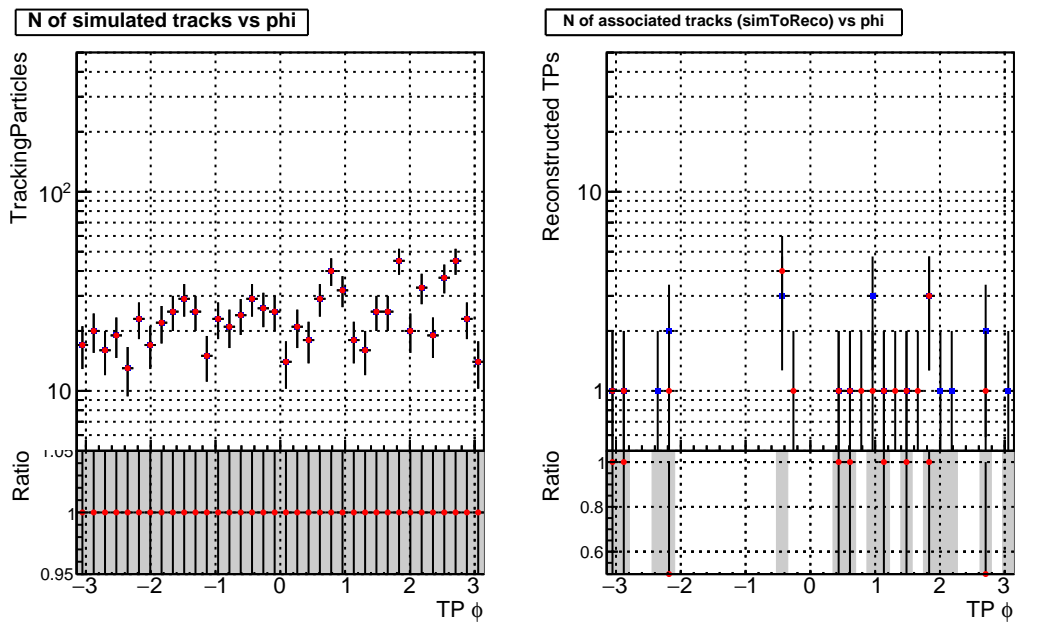 N of simulated tracks vs phi
TrackingParticles
10²
10
Ratio
1.05
1
0.95
−3 −2 −1 0 1 2 3
TP ϕ
N of associated tracks (simToReco) vs phi
Reconstructed TPs
10
1
Ratio
1
0.8
0.6
−3 −2 −1 0 1 2 3
TP ϕ